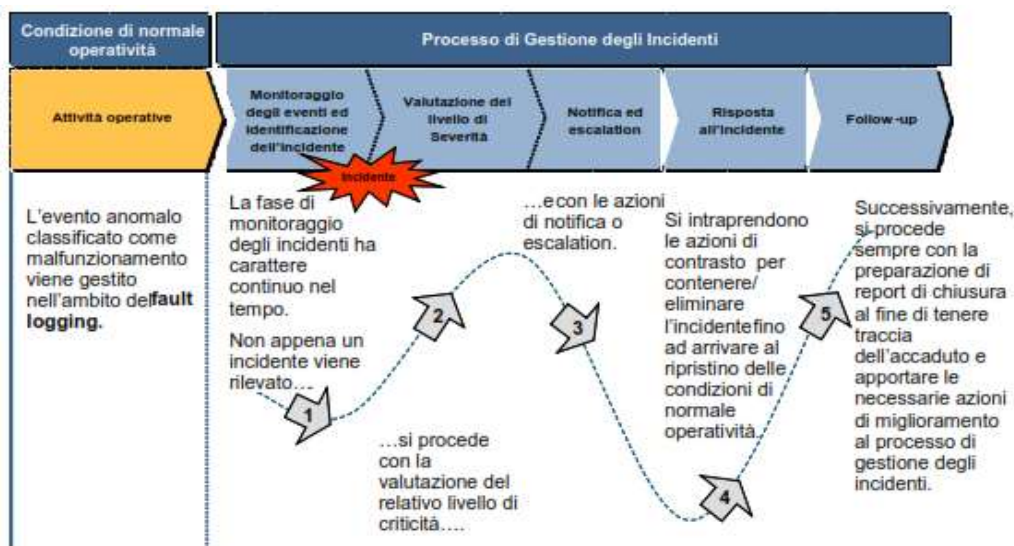 Condizione di normale
operatività
Processo di Gestione degli Incidenti
Attività operative
Monitoraggio
degli eventi ed
identificazione
dell'incidente
Valutazione del
livello di
Severità
Notifica ed
escalation
Risposta
all'incidente
Follow-up
Incidente
L'evento anomalo
classificato come
malfunzionamento
viene gestito
nell'ambito del fault
logging.
La fase di
monitoraggio
degli incidenti ha
carattere
continuo nel
tempo.
Non appena un
incidente viene
rilevato…
1
…si procede
con la
valutazione del
relativo livello di
criticità….
2
…e con le azioni
di notifica o
escalation.
3
Si intraprendono
le azioni di
contrasto per
contenere/
eliminare
l'incidente fino
ad arrivare al
ripristino delle
condizioni di
normale
operatività.
4
Successivamente,
si procede
sempre con la
preparazione di
report di chiusura
al fine di tenere
traccia
dell'accaduto e
apportare le
necessarie azioni
di miglioramento
al processo di
gestione degli
incidenti.
5